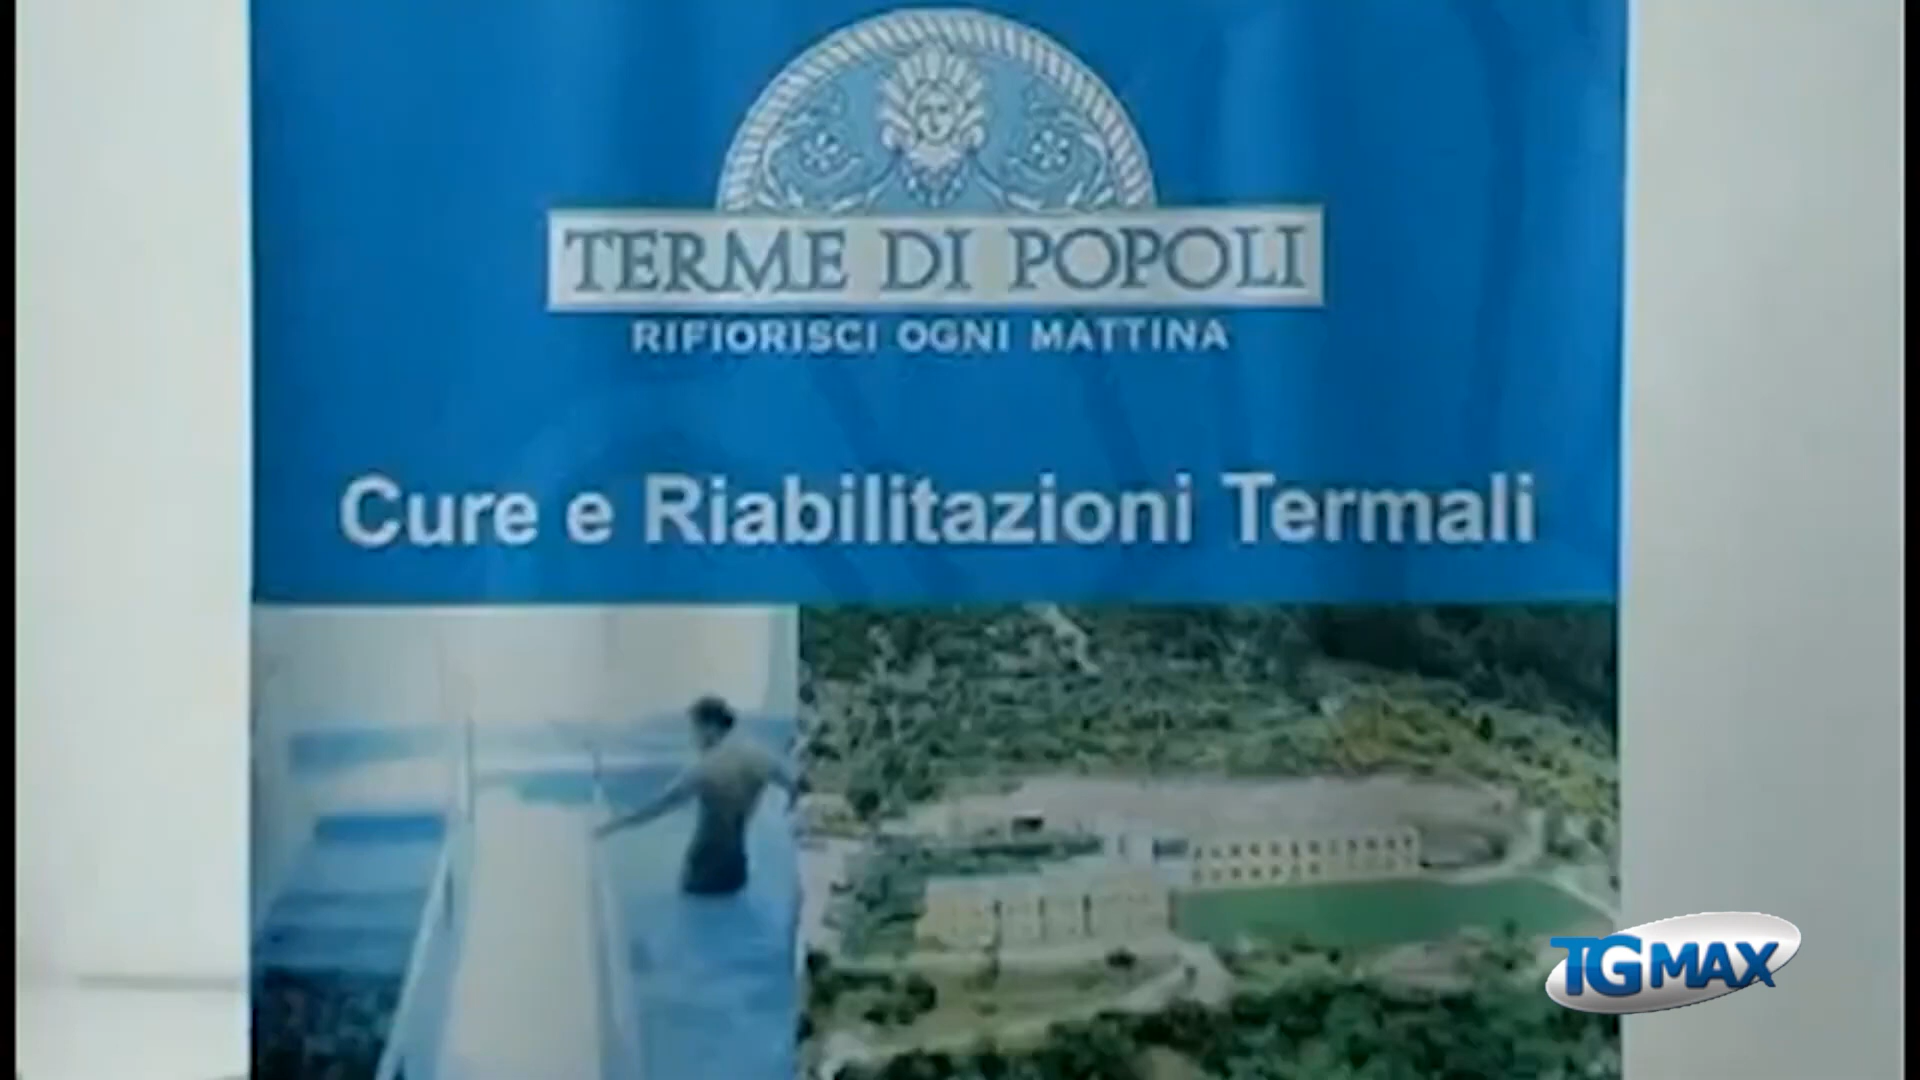 TERME DI POPOLI
RIFIORISCI OGNI MATTINA
Cure e Riabilitazioni Termali
TGMAX